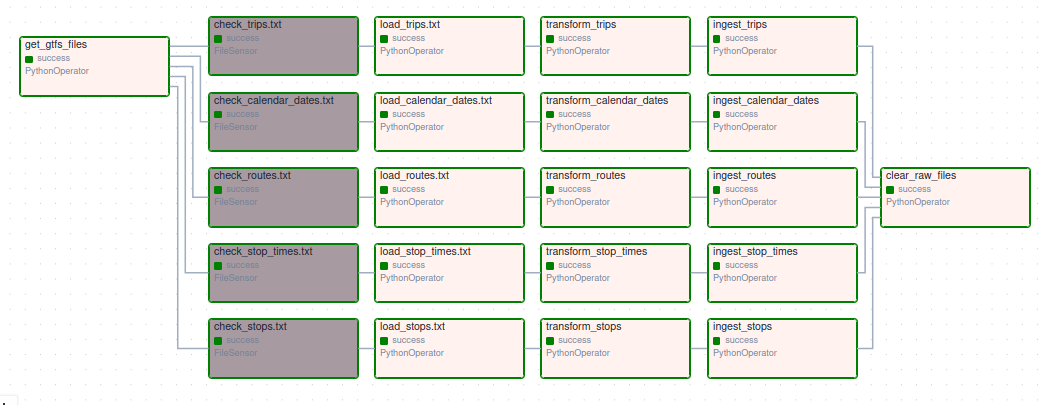 get_gtfs_files
success
PythonOperator
check_trips.txt
success
FileSensor
load_trips.txt
success
PythonOperator
transform_trips
success
PythonOperator
ingest_trips
success
PythonOperator
check_calendar_dates.txt
success
FileSensor
load_calendar_dates.txt
success
PythonOperator
transform_calendar_dates
success
PythonOperator
ingest_calendar_dates
success
PythonOperator
check_routes.txt
success
FileSensor
load_routes.txt
success
PythonOperator
transform_routes
success
PythonOperator
ingest_routes
success
PythonOperator
clear_raw_files
success
PythonOperator
check_stop_times.txt
success
FileSensor
load_stop_times.txt
success
PythonOperator
transform_stop_times
success
PythonOperator
ingest_stop_times
success
PythonOperator
check_stops.txt
success
FileSensor
load_stops.txt
success
PythonOperator
transform_stops
success
PythonOperator
ingest_stops
success
PythonOperator